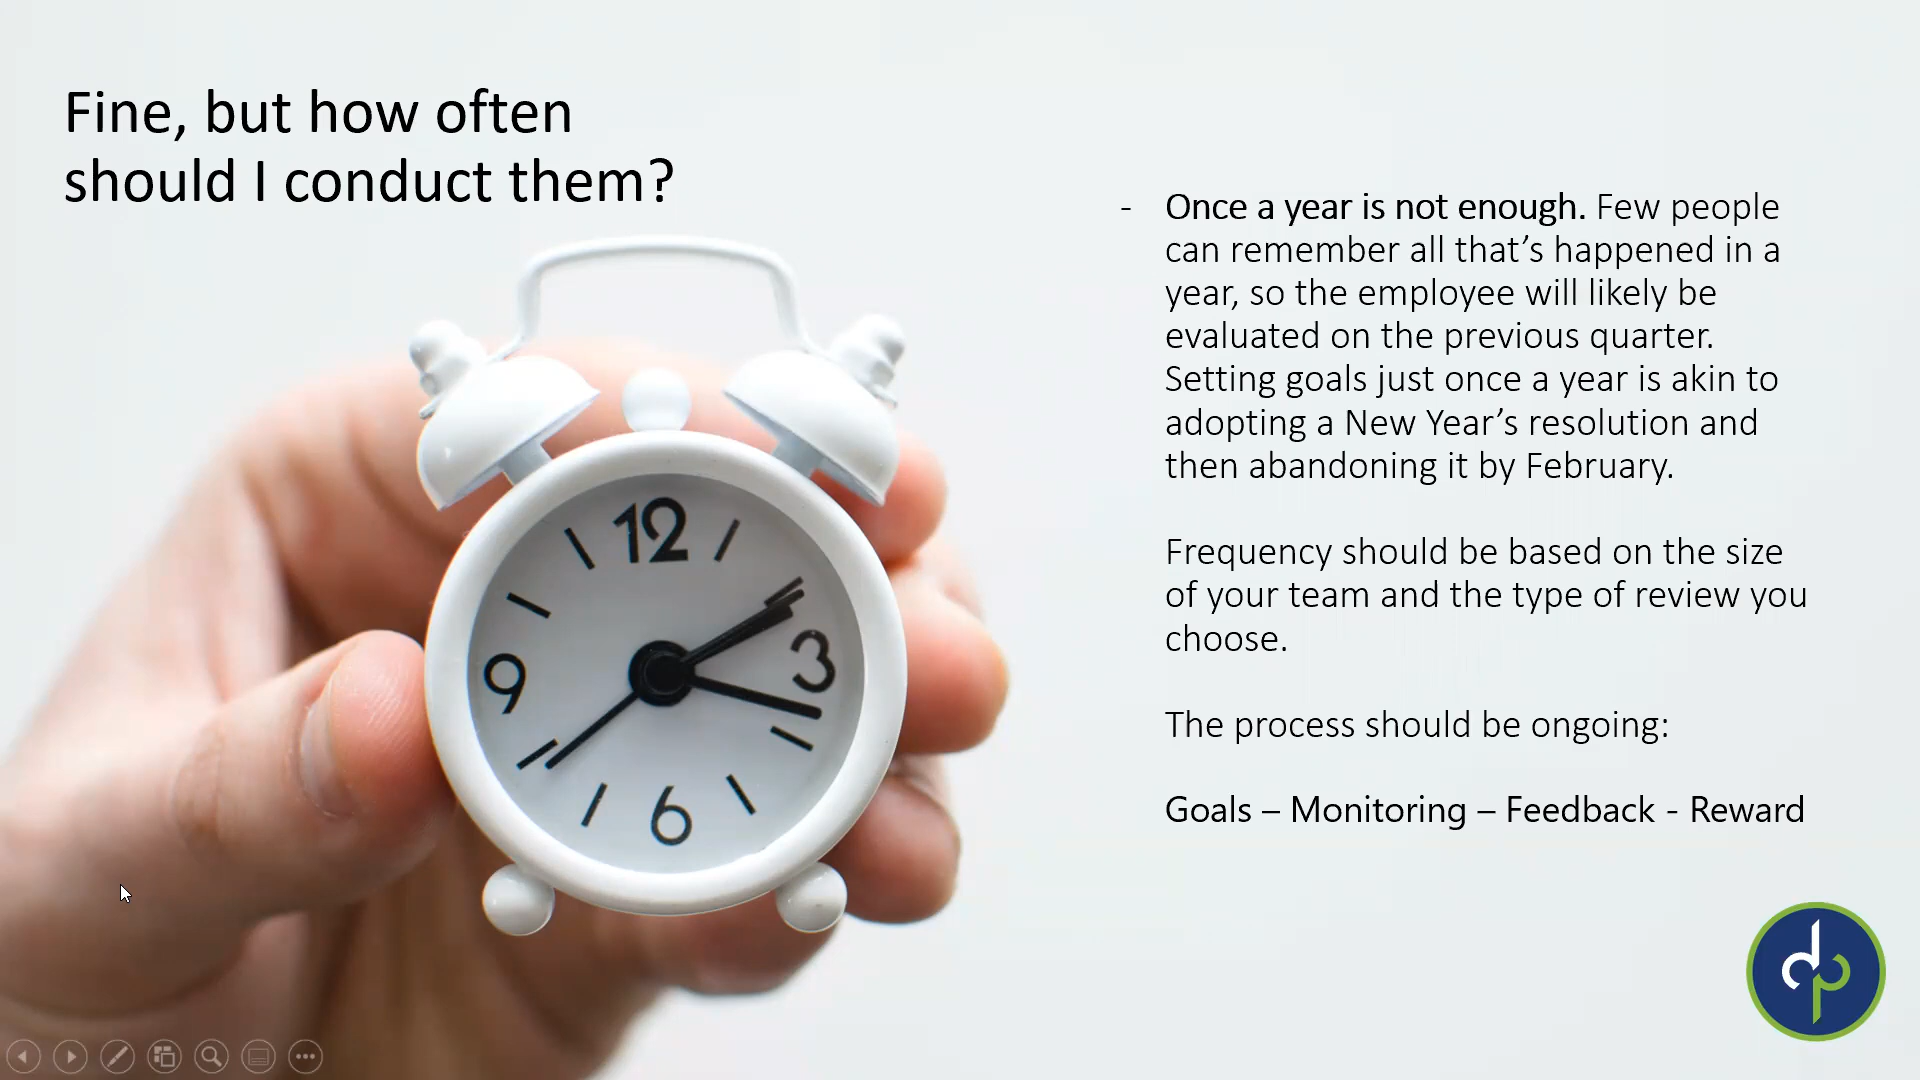 Fine, but how often
should I conduct them?
- Once a year is not enough. Few people
can remember all that’s happened in a
year, so the employee will likely be
evaluated on the previous quarter.
Setting goals just once a year is akin to
adopting a New Year’s resolution and
then abandoning it by February.
Frequency should be based on the size
of your team and the type of review you
choose.
The process should be ongoing:
Goals – Monitoring – Feedback - Reward
12
3
9
6
dp